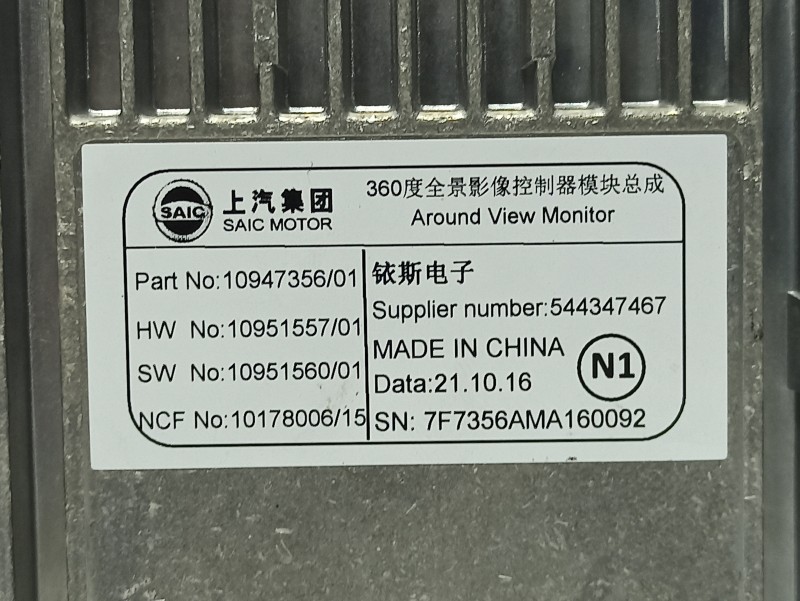 SAIC
上汽集团
SAIC MOTOR
360度全景影像控制器模块总成
Around View Monitor
Part No:10947356/01
HW No:10951557/01
SW No:10951560/01
NCF No:10178006/15
铱斯电子
Supplier number:544347467
MADE IN CHINA
Data:21.10.16
N1
SN: 7F7356AMA160092